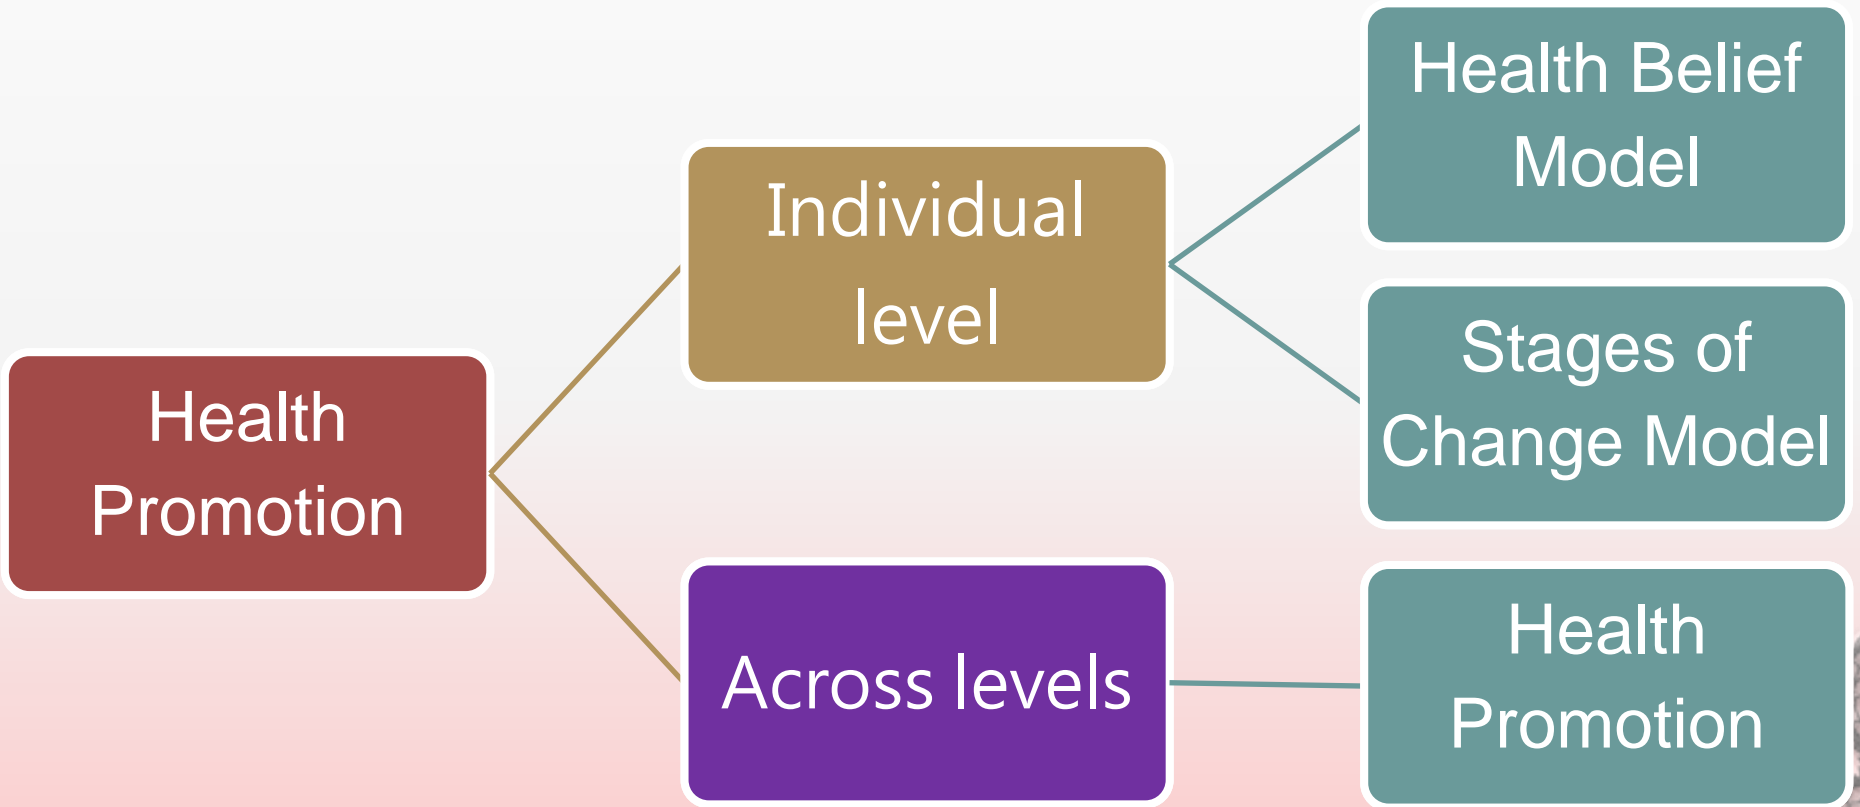 Health
Promotion
Individual
level
Across levels
Health Belief
Model
Stages of
Change Model
Health
Promotion